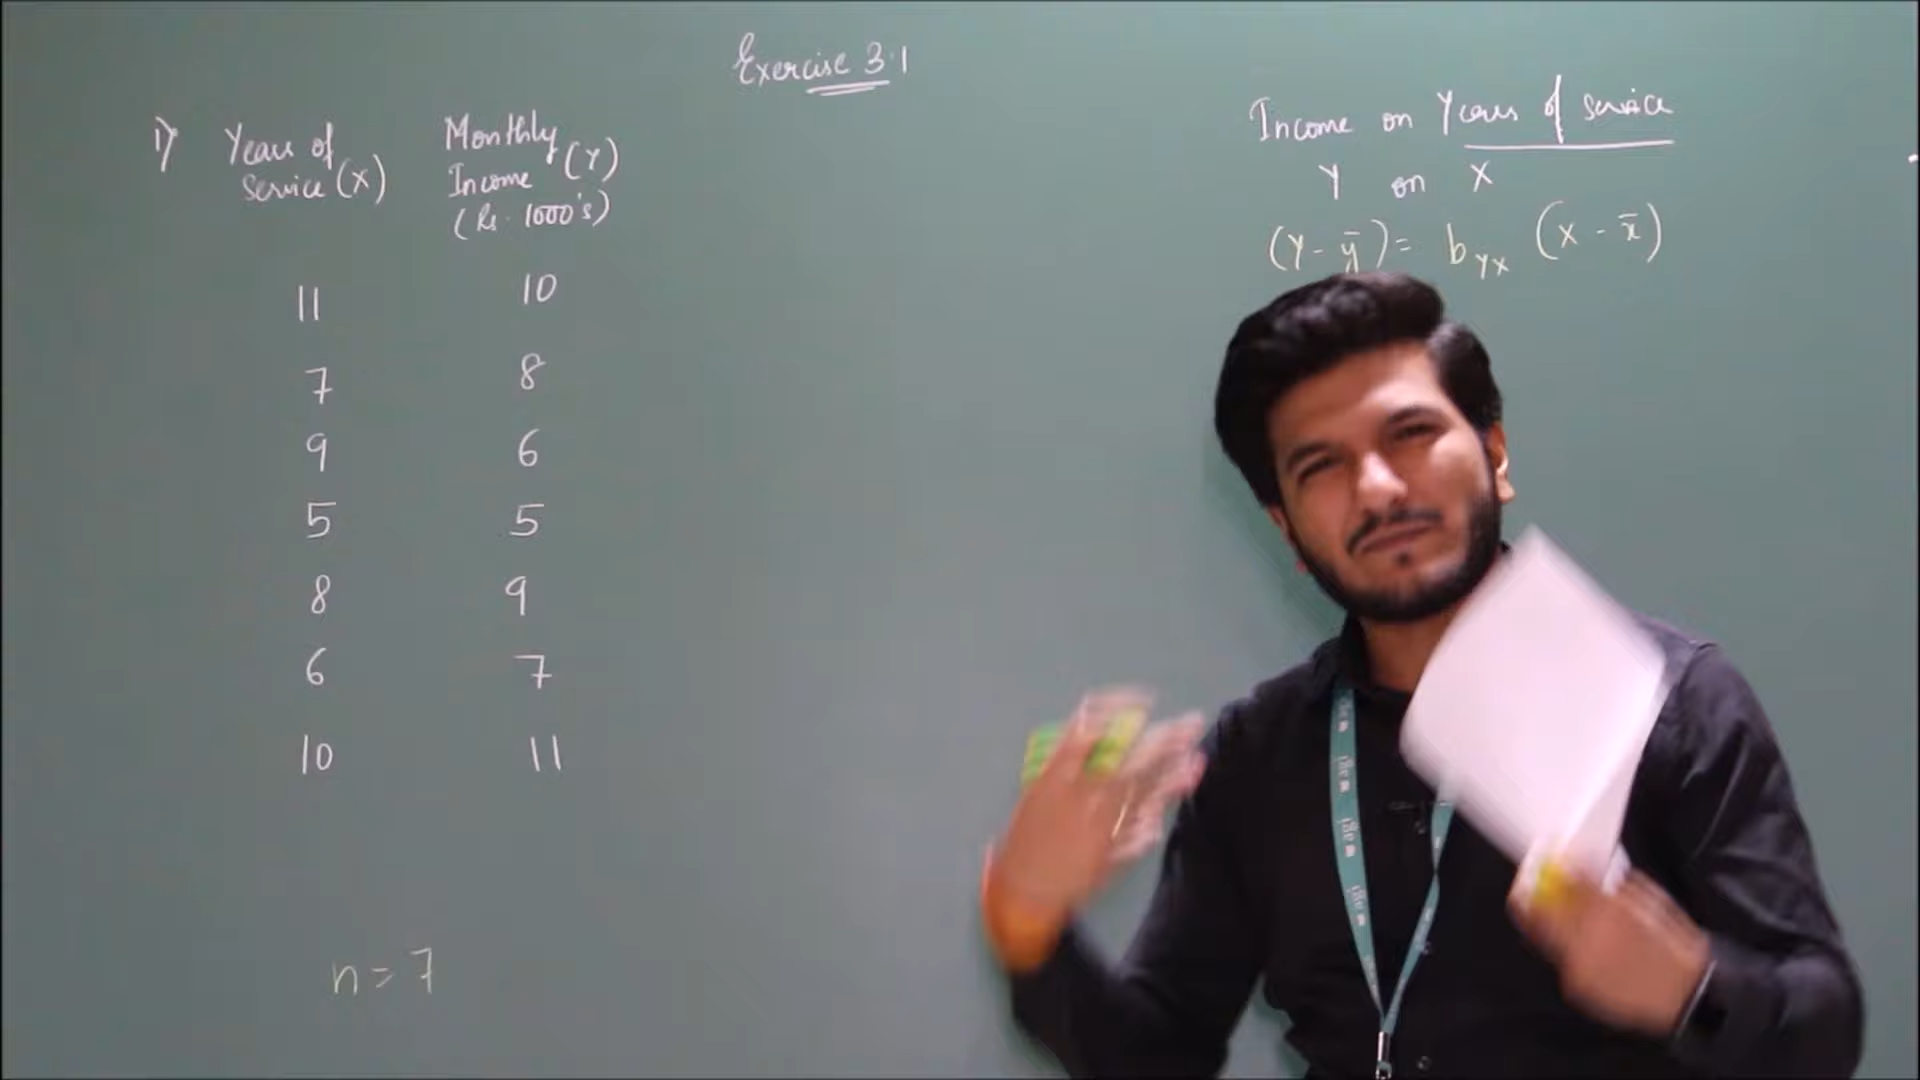 Exercise 3.1
1) Years of Service (X)
Monthly Income (Y) (Rs. 1000's)
11 10
7 8
9 6
5 5
8 9
6 7
10 11
n = 7
Income on Years of service
Y on X
(Y - ȳ) = b YX (X - x̄)